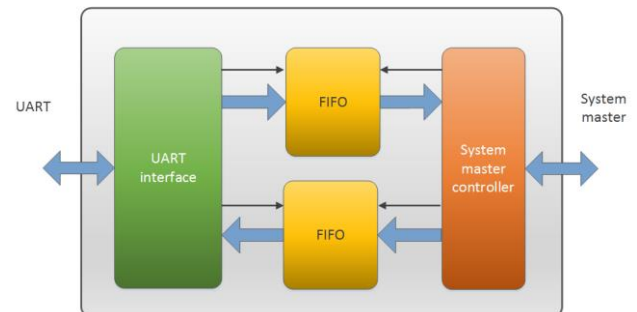 UART
UART
interface
FIFO
FIFO
System
master
controller
System
master